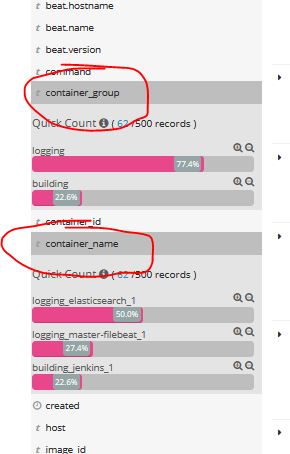 t beat.hostname
t beat.name
t beat.version
t command
t container_group
Quick Count ( 62 /500 records )
logging
77.4%
building
22.6%
t container_id
t container_name
Quick Count ( 62 /500 records )
logging_elasticsearch_1
50.0%
logging_master-filebeat_1
27.4%
building_jenkins_1
22.6%
created
t host
t image_id